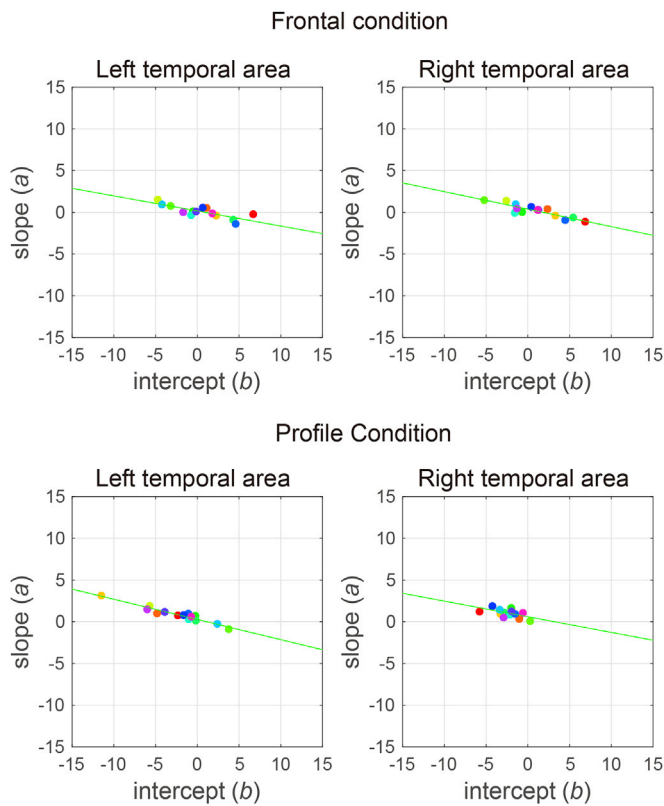 Frontal condition
Left temporal area
Right temporal area
15
10
5
0
-5
-10
-15
slope (a)
-15 -10 -5 0 5 10 15
intercept (b)
15
10
5
0
-5
-10
-15
slope (a)
-15 -10 -5 0 5 10 15
intercept (b)
Profile Condition
Left temporal area
Right temporal area
15
10
5
0
-5
-10
-15
slope (a)
-15 -10 -5 0 5 10 15
intercept (b)
15
10
5
0
-5
-10
-15
slope (a)
-15 -10 -5 0 5 10 15
intercept (b)